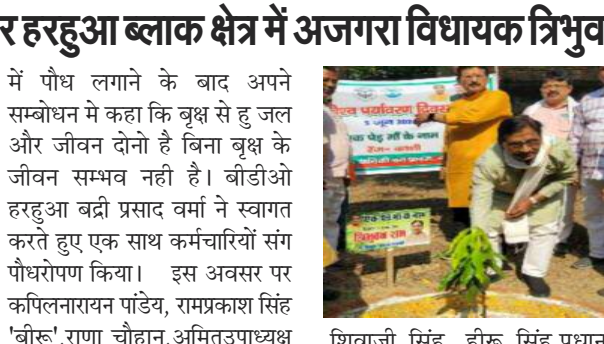 र हरहुआ ब्लाक क्षेत्र में अजगरा विधायक त्रिभुव
में पौध लगाने के बाद अपने
सम्बोधन मे कहा कि बृक्ष से हु जल
और जीवन दोनो है बिना बृक्ष के
जीवन सम्भव नही है। बीडीओ
हरहुआ बद्री प्रसाद वर्मा ने स्वागत
करते हुए एक साथ कर्मचारियों संग
पौधरोपण किया। इस अवसर पर
कपिलनारायन पांडेय, रामप्रकाश सिंह
'बीरू',राणा चौहान,अमितउपाध्यक्ष
विश्व पर्यावरण दिवस
एक पेड़ माँ के नाम
एक पेड़ माँ के नाम
त्रिभुवन राम
शिवाजी सिंह, हीरू सिंह प्रधान